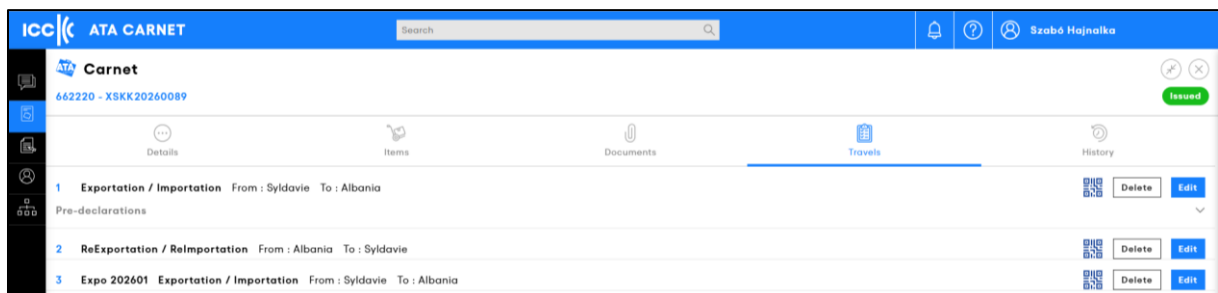 ICC ATA CARNET Search Szabó Hajnalka
ATA Carnet
662220 - XSKK20260089 Issued
Details Items Documents Travels History
1 Exportation / Importation From : Syldavie To : Albania Delete Edit
Pre-declarations
2 ReExportation / ReImportation From : Albania To : Syldavie Delete Edit
3 Expo 202601 Exportation / Importation From : Syldavie To : Albania Delete Edit